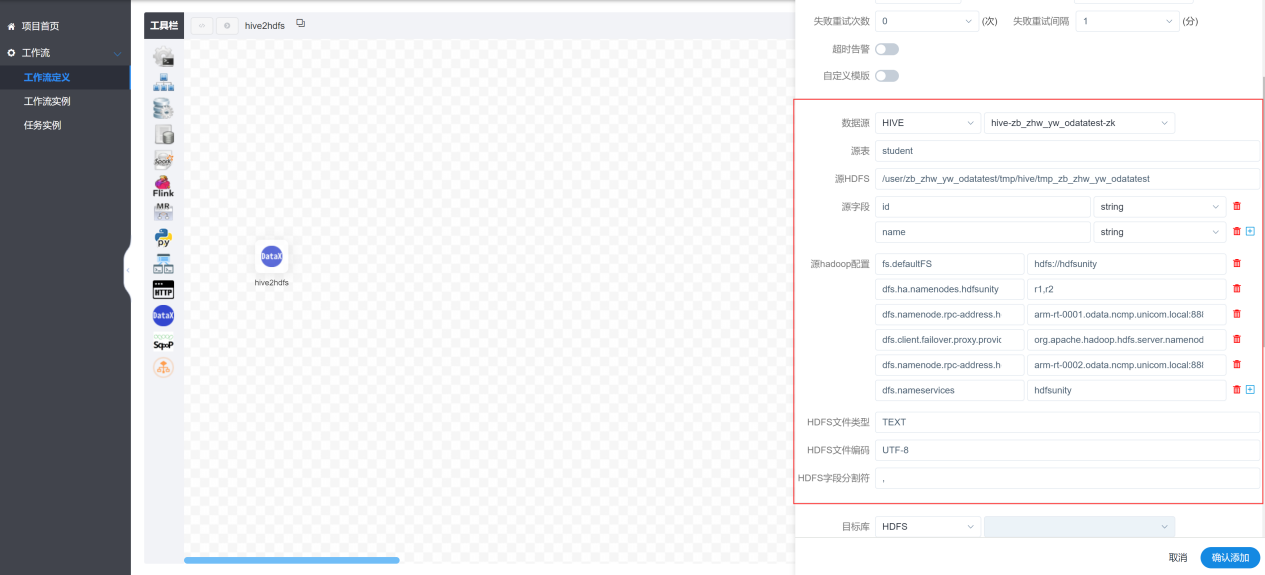 项目首页
工作流
工作流定义
工作流实例
任务实例
工具栏
hive2hdfs
Spark
Flink
MR
py
HTTP
DataX
Sqoop
DataX
hive2hdfs
失败重试次数 0 (次) 失败重试间隔 1 (分)
超时告警
自定义模版
数据源 HIVE hive-zb_zhw_yw_odatatest-zk
源表 student
源HDFS /user/zb_zhw_yw_odatatest/tmp/hive/tmp_zb_zhw_yw_odatatest
源字段 id string
name string
源hadoop配置 fs.defaultFS hdfs://hdfsunity
dfs.ha.namenodes.hdfsunity r1,r2
dfs.namenode.rpc-address.h arm-rt-0001.odata.ncmp.unicom.local:88
dfs.client.failover.proxy.provic org.apache.hadoop.hdfs.server.namenod
dfs.namenode.rpc-address.h arm-rt-0002.odata.ncmp.unicom.local:88
dfs.nameservices hdfsunity
HDFS文件类型 TEXT
HDFS文件编码 UTF-8
HDFS字段分割符 ,
目标库 HDFS
取消 确认添加